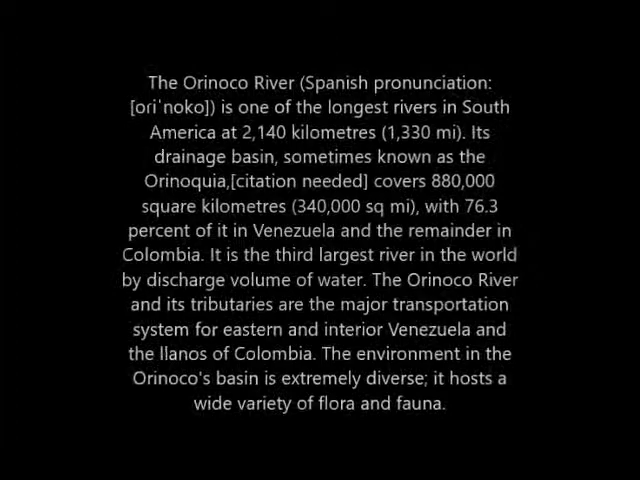 The Orinoco River (Spanish pronunciation:
[oɾiˈnoko]) is one of the longest rivers in South
America at 2,140 kilometres (1,330 mi). Its
drainage basin, sometimes known as the
Orinoquia,[citation needed] covers 880,000
square kilometres (340,000 sq mi), with 76.3
percent of it in Venezuela and the remainder in
Colombia. It is the third largest river in the world
by discharge volume of water. The Orinoco River
and its tributaries are the major transportation
system for eastern and interior Venezuela and
the llanos of Colombia. The environment in the
Orinoco's basin is extremely diverse; it hosts a
wide variety of flora and fauna.